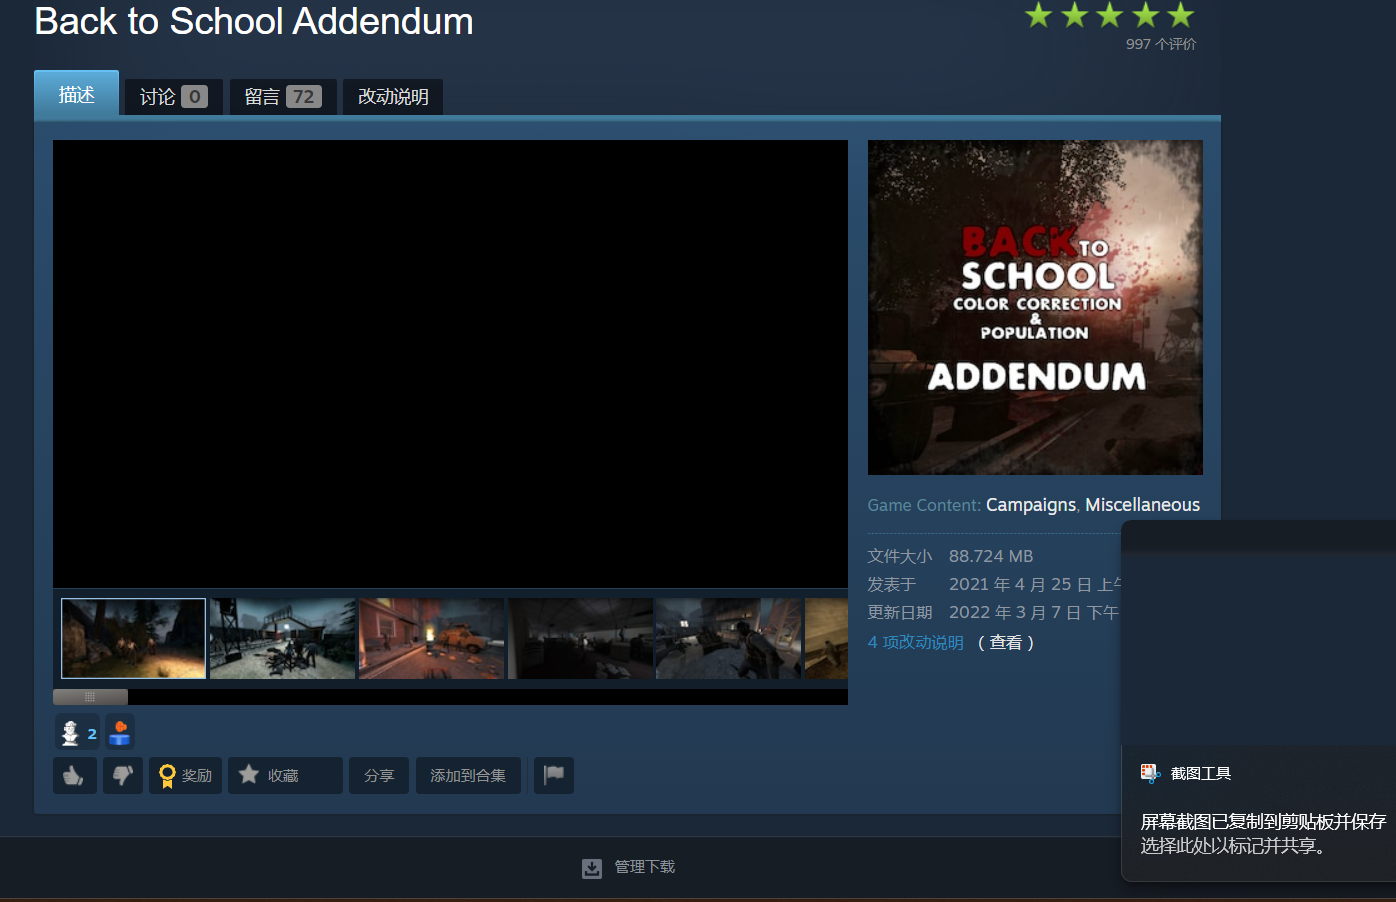 Back to School Addendum
997 个评价
描述
讨论 0
留言 72
改动说明
BACK TO
SCHOOL
COLOR CORRECTION
&
POPULATION
ADDENDUM
Game Content: Campaigns, Miscellaneous
文件大小 88.724 MB
发表于 2021 年 4 月 25 日 上午
更新日期 2022 年 3 月 7 日 下午
4 项改动说明 ( 查看 )
2
奖励
收藏
分享
添加到合集
截图工具
屏幕截图已复制到剪贴板并保存
选择此处以标记并共享。
管理下载